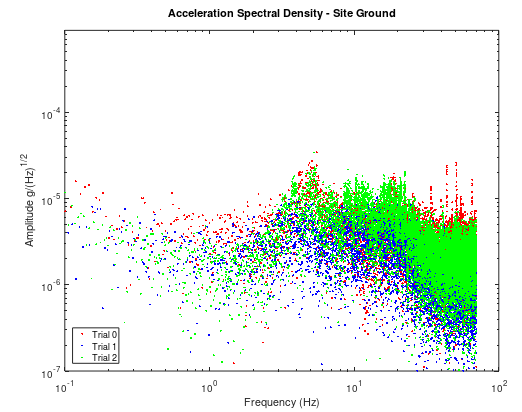 Acceleration Spectral Density - Site Ground
Amplitude g/(Hz)^1/2
10^-4
10^-5
10^-6
10^-7
Trial 0
Trial 1
Trial 2
10^-1
10^0
10^1
10^2
Frequency (Hz)